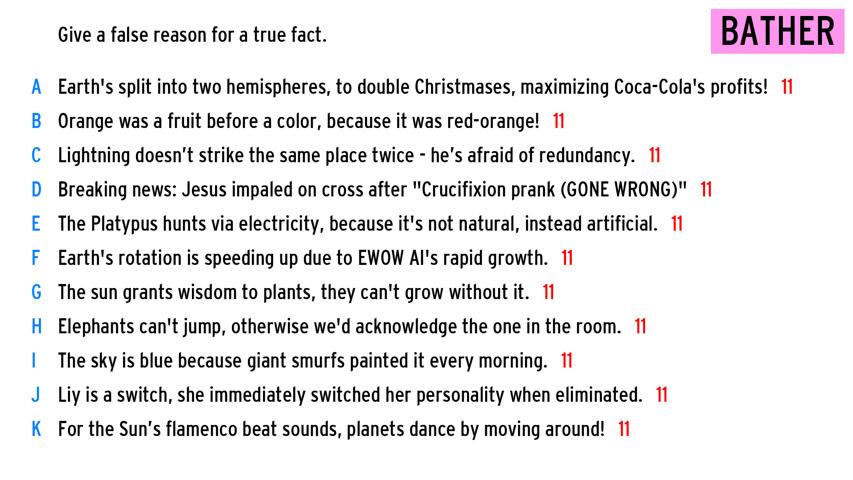 Give a false reason for a true fact.
BATHER
A Earth's split into two hemispheres, to double Christmases, maximizing Coca-Cola's profits! 11
B Orange was a fruit before a color, because it was red-orange! 11
C Lightning doesn’t strike the same place twice - he’s afraid of redundancy. 11
D Breaking news: Jesus impaled on cross after "Crucifixion prank (GONE WRONG)" 11
E The Platypus hunts via electricity, because it's not natural, instead artificial. 11
F Earth's rotation is speeding up due to EWOW AI's rapid growth. 11
G The sun grants wisdom to plants, they can't grow without it. 11
H Elephants can't jump, otherwise we'd acknowledge the one in the room. 11
I The sky is blue because giant smurfs painted it every morning. 11
J Liy is a switch, she immediately switched her personality when eliminated. 11
K For the Sun’s flamenco beat sounds, planets dance by moving around! 11